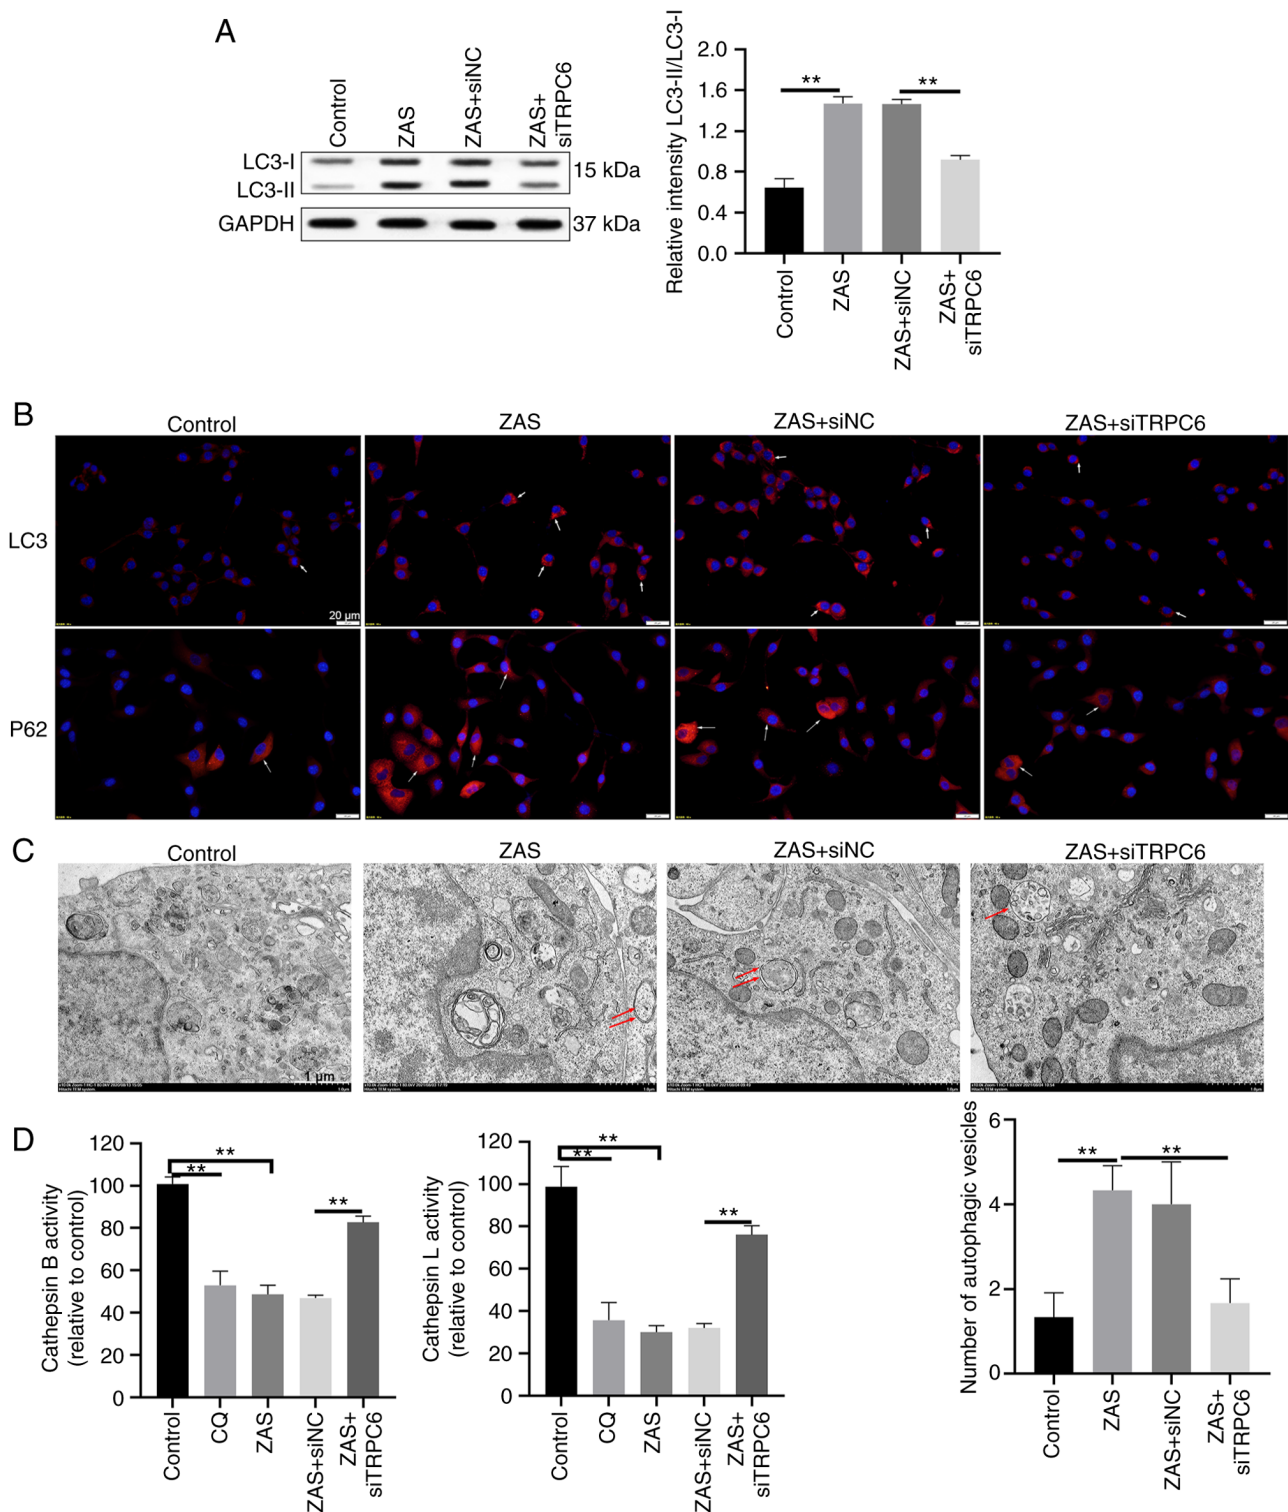 A
Control
ZAS
ZAS+siNC
ZAS+
siTRPC6
LC3-I
LC3-II
15 kDa
GAPDH
37 kDa
Relative intensity LC3-II/LC3-I
2.0
1.6
1.2
0.8
0.4
0.0
**
**
Control
ZAS
ZAS+siNC
ZAS+
siTRPC6
B
Control
ZAS
ZAS+siNC
ZAS+siTRPC6
LC3
20 µm
P62
C
Control
ZAS
ZAS+siNC
ZAS+siTRPC6
1 µm
D
Cathepsin B activity
(relative to control)
120
100
80
60
40
20
0
**
**
**
Control
CQ
ZAS
ZAS+siNC
ZAS+
siTRPC6
Cathepsin L activity
(relative to control)
120
100
80
60
40
20
0
**
**
**
Control
CQ
ZAS
ZAS+siNC
ZAS+
siTRPC6
Number of autophagic vesicles
6
4
2
0
**
**
Control
ZAS
ZAS+siNC
ZAS+
siTRPC6